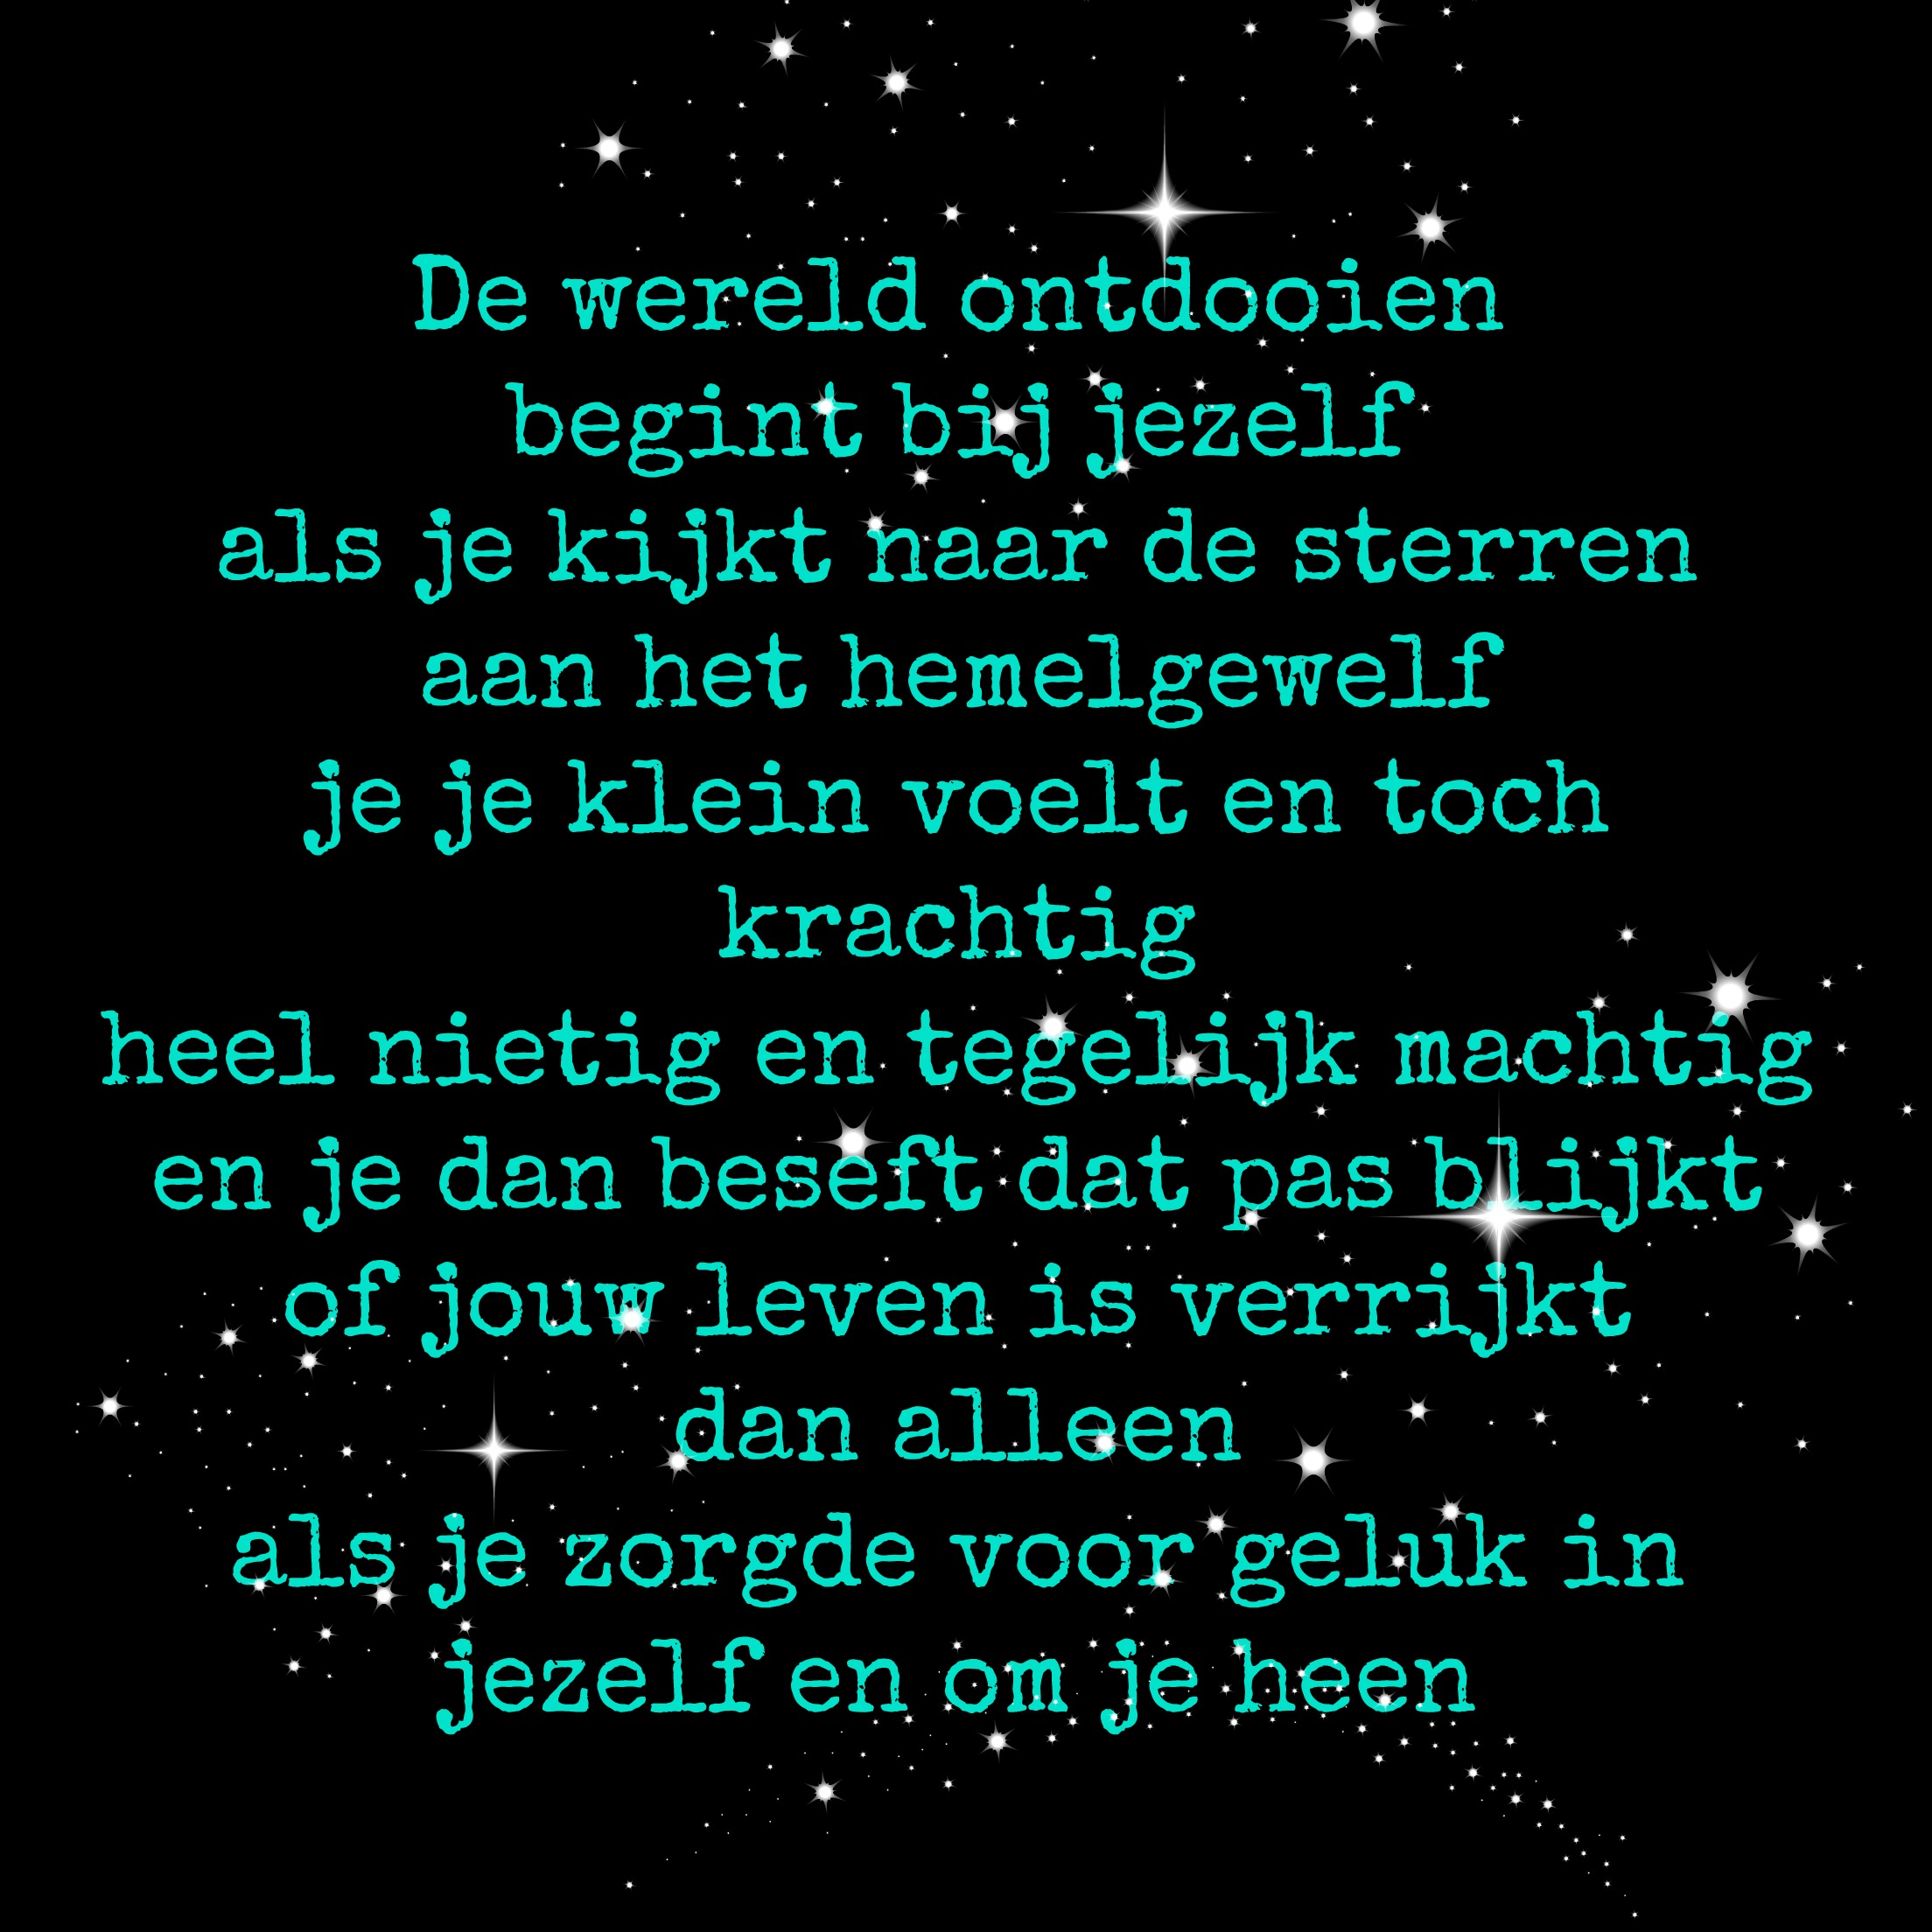 De wereld ontdooien
begint bij jezelf
als je kijkt naar de sterren
aan het hemelgewelf
je je klein voelt en toch
krachtig
heel nietig en tegelijk machtig
en je dan beseft dat pas blijkt
of jouw leven is verrijkt
dan alleen
als je zorgde voor geluk in
jezelf en om je heen